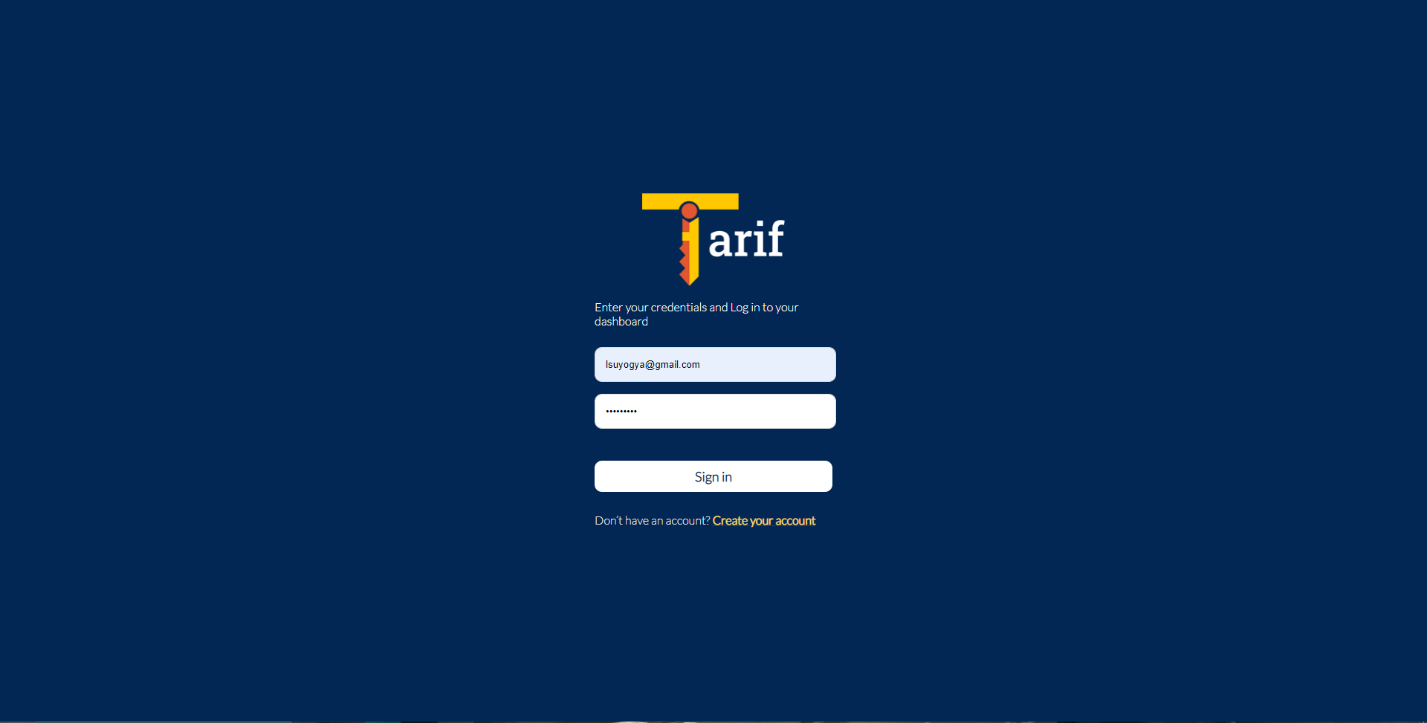 Tarif
Enter your credentials and Log in to your
dashboard
lsuyogya@gmail.com
•••••••••
Sign in
Don't have an account? Create your account